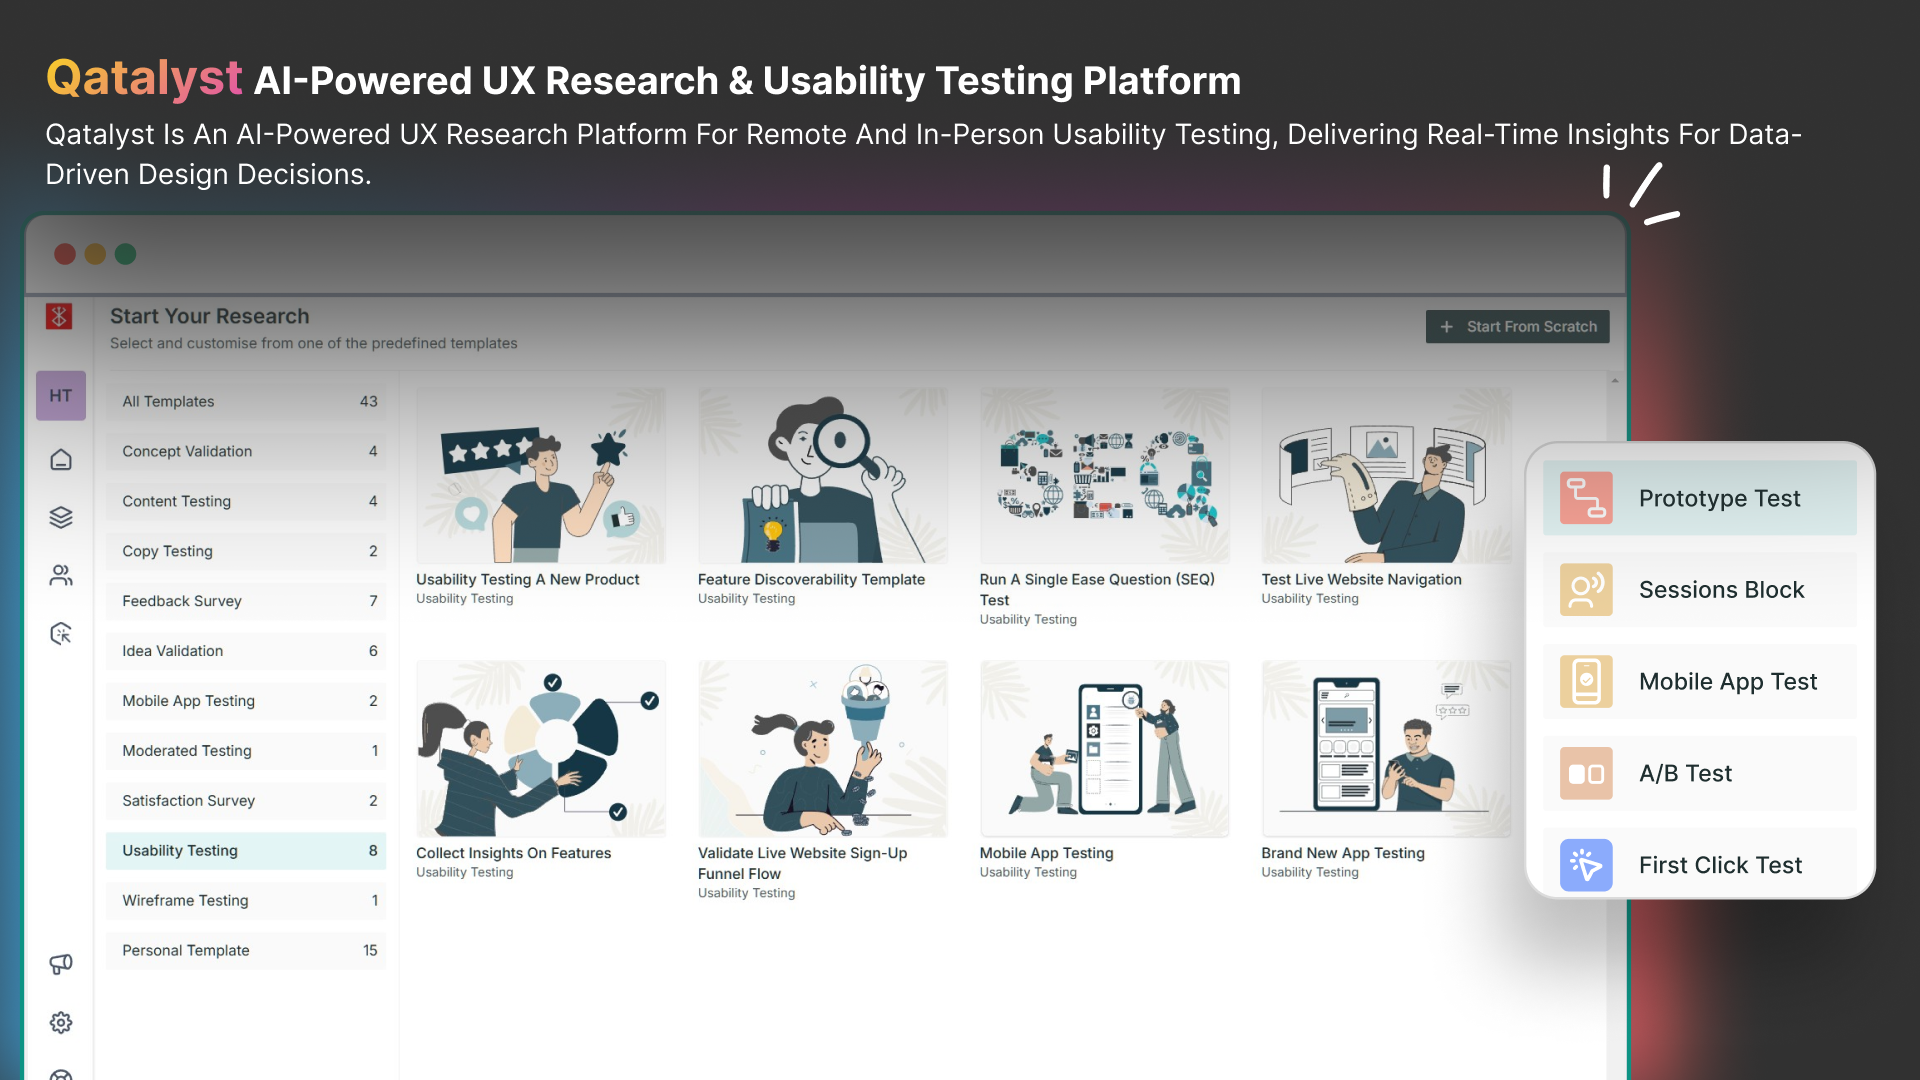 Qatalyst AI-Powered UX Research & Usability Testing Platform
Qatalyst Is An AI-Powered UX Research Platform For Remote And In-Person Usability Testing, Delivering Real-Time Insights For Data-
Driven Design Decisions.
Start Your Research
Select and customise from one of the predefined templates
+ Start From Scratch
HT
All Templates 43
Concept Validation 4
Content Testing 4
Copy Testing 2
Feedback Survey 7
Idea Validation 6
Mobile App Testing 2
Moderated Testing 1
Satisfaction Survey 2
Usability Testing 8
Wireframe Testing 1
Personal Template 15
SEQ
Usability Testing A New Product
Usability Testing
Feature Discoverability Template
Usability Testing
Run A Single Ease Question (SEQ)
Test
Usability Testing
Test Live Website Navigation
Usability Testing
Collect Insights On Features
Usability Testing
Validate Live Website Sign-Up
Funnel Flow
Usability Testing
Mobile App Testing
Usability Testing
Brand New App Testing
Usability Testing
Prototype Test
Sessions Block
Mobile App Test
A/B Test
First Click Test